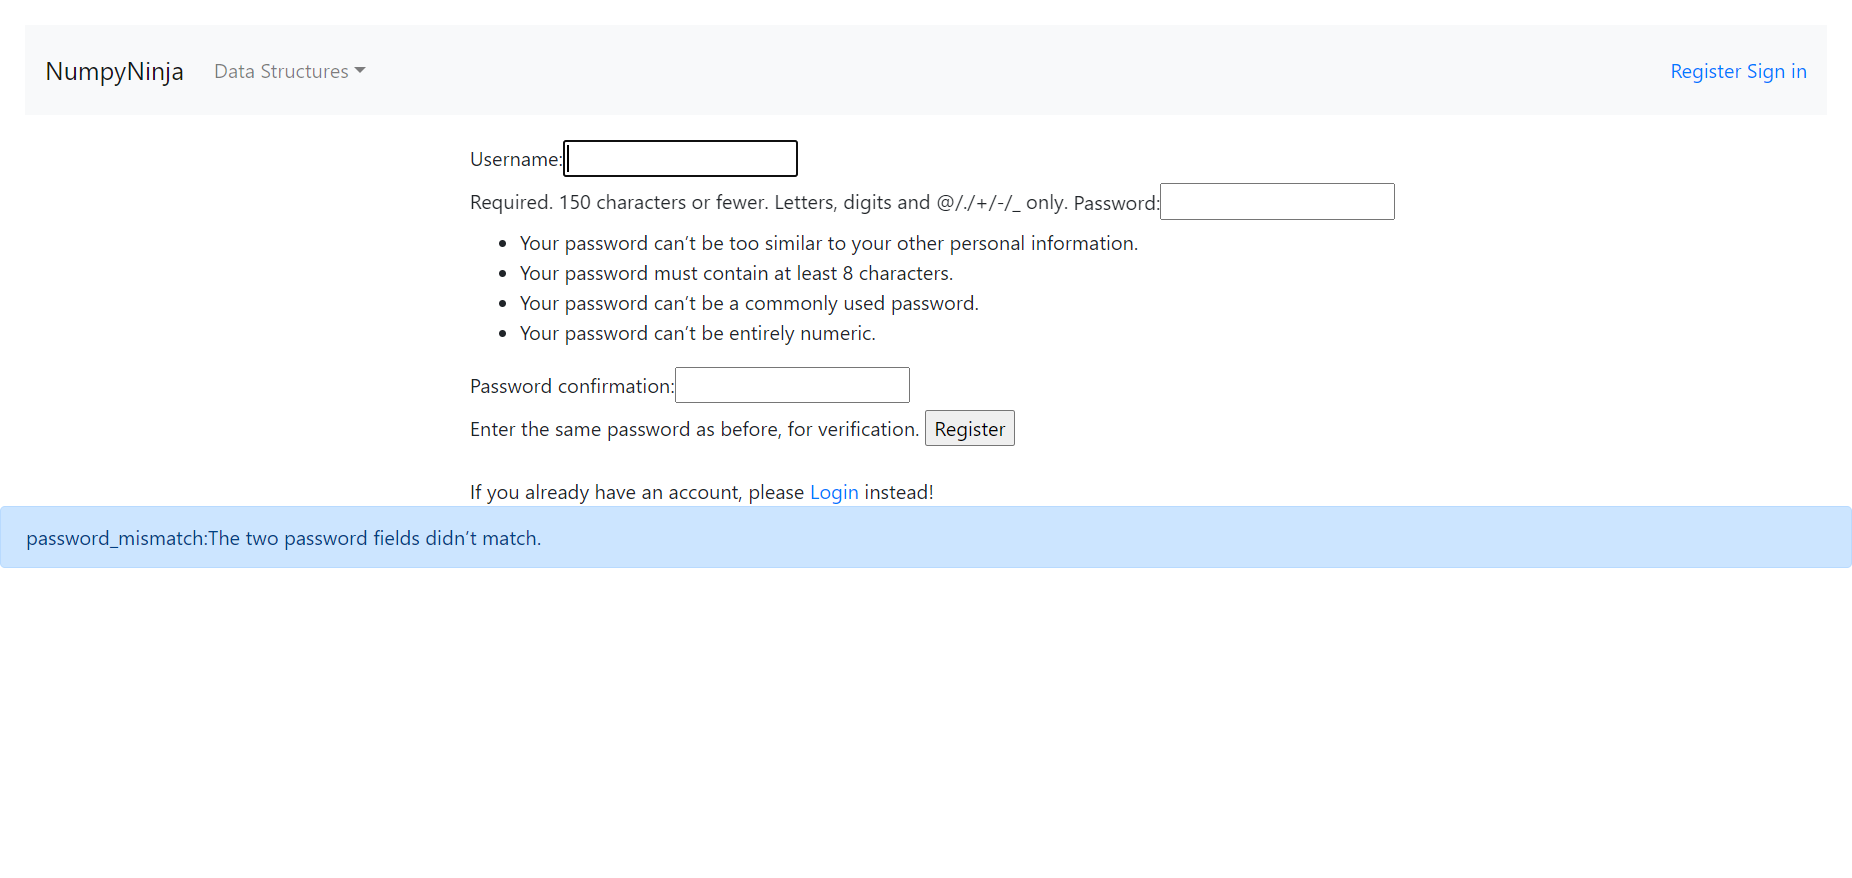 NumpyNinja Data Structures Register Sign in
Username:
Required. 150 characters or fewer. Letters, digits and @/./+/-/_ only. Password:
• Your password can’t be too similar to your other personal information.
• Your password must contain at least 8 characters.
• Your password can’t be a commonly used password.
• Your password can’t be entirely numeric.
Password confirmation:
Enter the same password as before, for verification. Register
If you already have an account, please Login instead!
password_mismatch:The two password fields didn’t match.